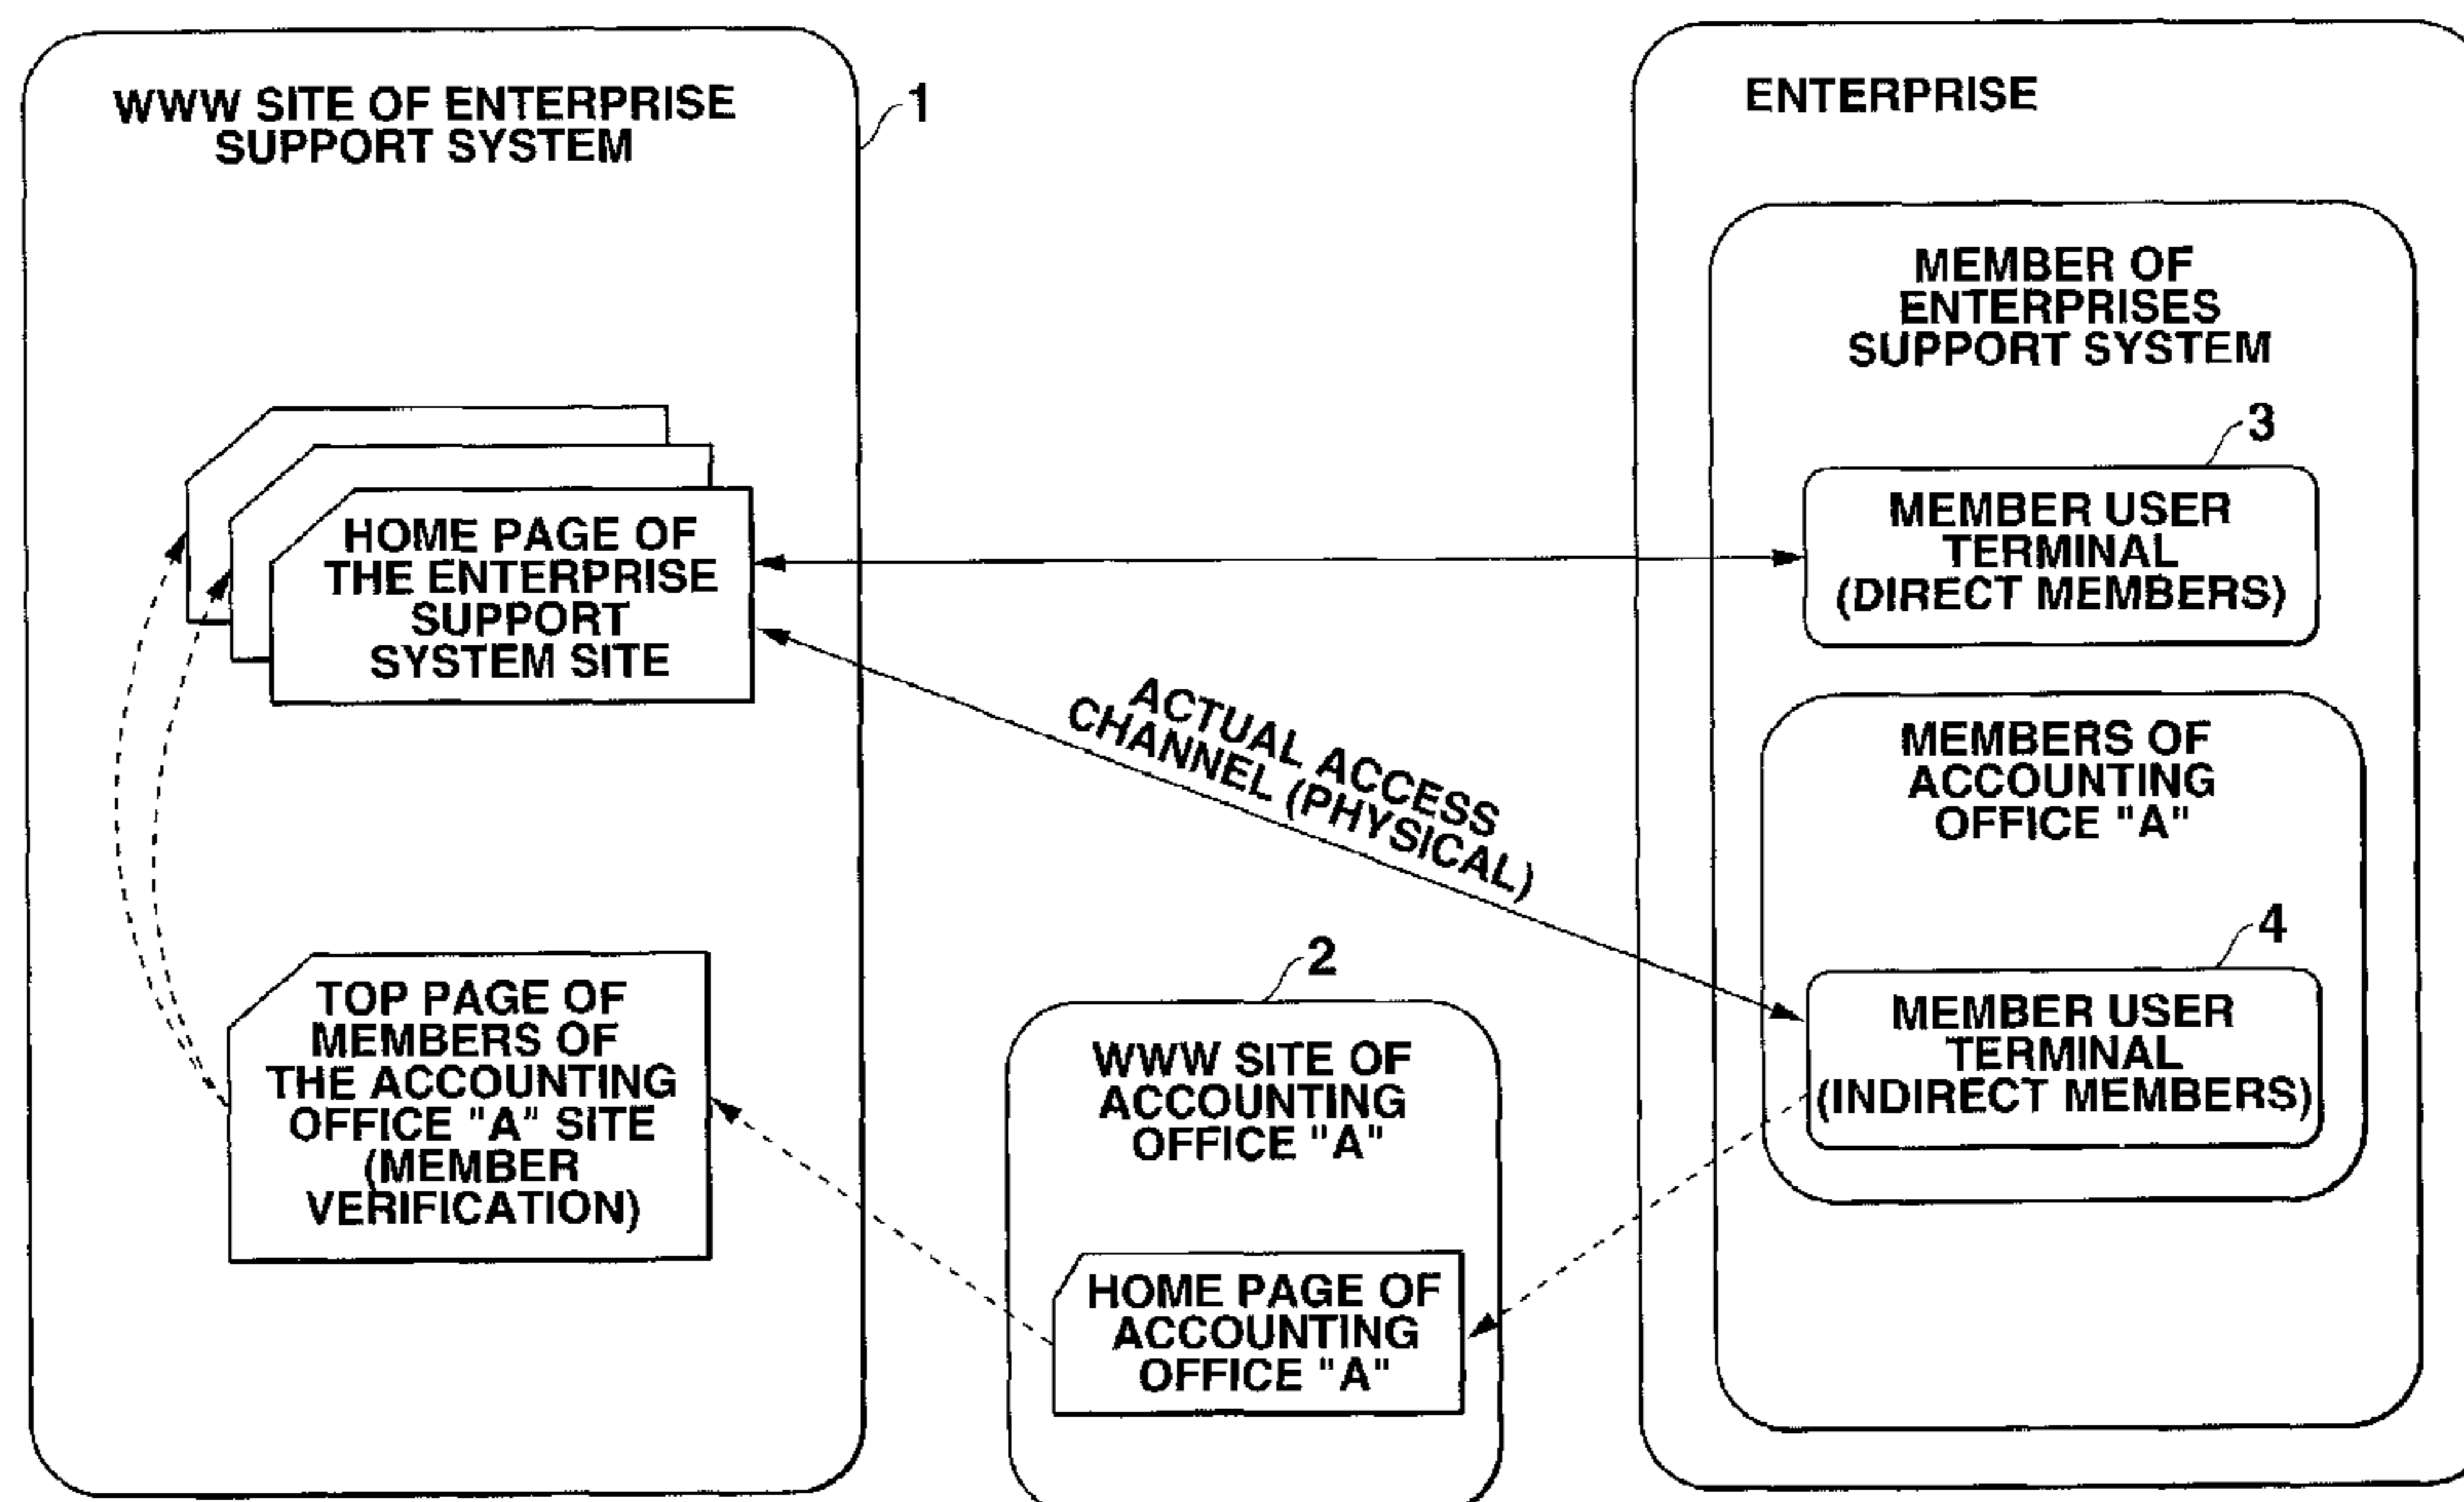 WWW SITE OF ENTERPRISE
SUPPORT SYSTEM
1
HOME PAGE OF
THE ENTERPRISE
SUPPORT
SYSTEM SITE
TOP PAGE OF
MEMBERS OF
THE ACCOUNTING
OFFICE "A" SITE
(MEMBER
VERIFICATION)
ACTUAL ACCESS
CHANNEL (PHYSICAL)
2
WWW SITE OF
ACCOUNTING
OFFICE "A"
HOME PAGE OF
ACCOUNTING
OFFICE "A"
ENTERPRISE
MEMBER OF
ENTERPRISES
SUPPORT SYSTEM
3
MEMBER USER
TERMINAL
(DIRECT MEMBERS)
MEMBERS OF
ACCOUNTING
OFFICE "A"
4
MEMBER USER
TERMINAL
(INDIRECT MEMBERS)